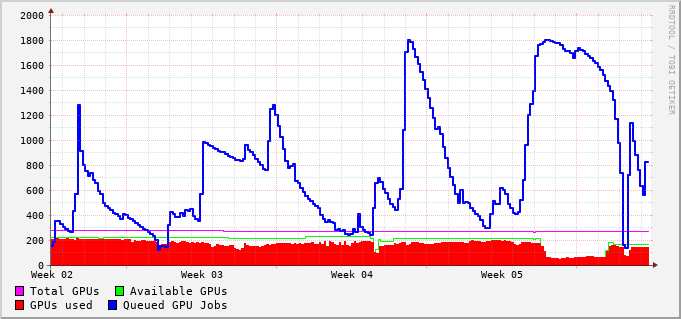 2000
1800
1600
1400
1200
1000
800
600
400
200
0
Week 02 Week 03 Week 04 Week 05
Total GPUs Available GPUs
GPUs used Queued GPU Jobs
RRDTOOL / TOBI OETIKER